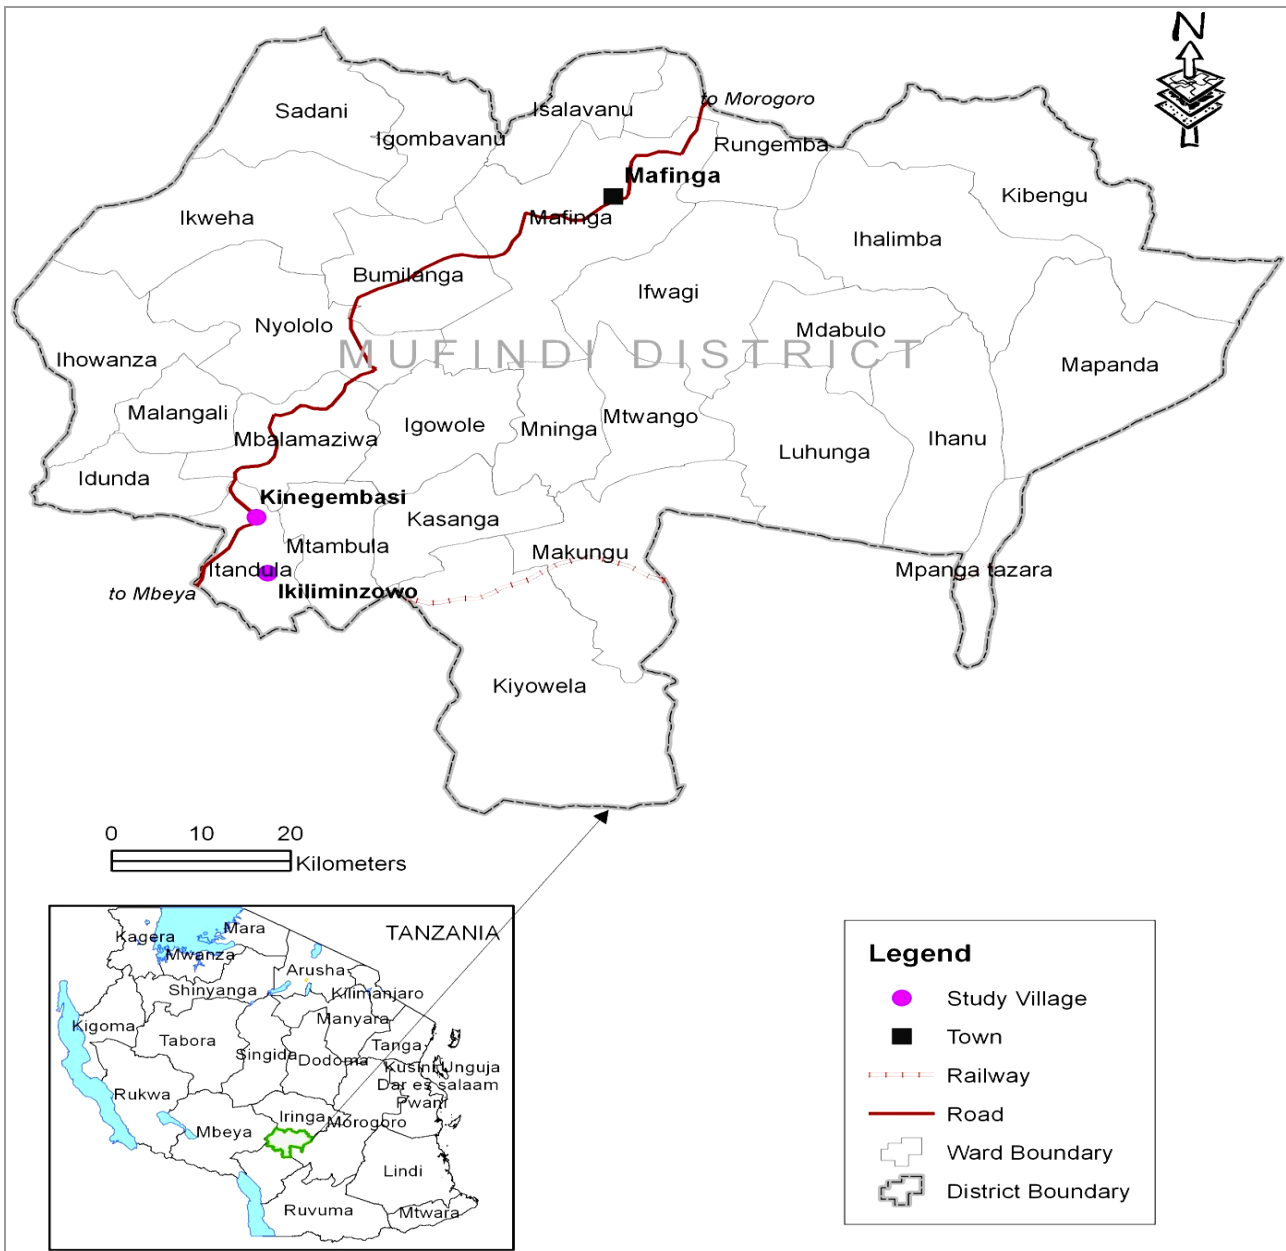 N
to Morogoro
Sadani
Isalavanu
Igombavanu
Rungemba
Mafinga
Kibengu
Ikweha
Mafinga
Ihalimba
Bumilanga
Ifwagi
Nyololo
Mdabulo
MUFINDI DISTRICT
Ihowanza
Mapanda
Malangali
Igowole
Mninga
Mtwango
Mbalamaziwa
Ihanu
Luhunga
Idunda
Kinegembasi
Kasanga
Mtambula
Makungu
Itandula
Mpanga tazara
to Mbeya
Ikiliminzowo
Kiyowela
0 10 20
Kilometers
TANZANIA
Mara
Kagera
Mwanza
Arusha
Shinyanga
Kilimanjaro
Manyara
Kigoma
Tabora
Singida
Dodoma
Tanga
Kusini Unguja
Dar es salaam
Rukwa
Pwani
Iringa
Morogoro
Mbeya
Lindi
Ruvuma
Mtwara
Legend
Study Village
Town
Railway
Road
Ward Boundary
District Boundary